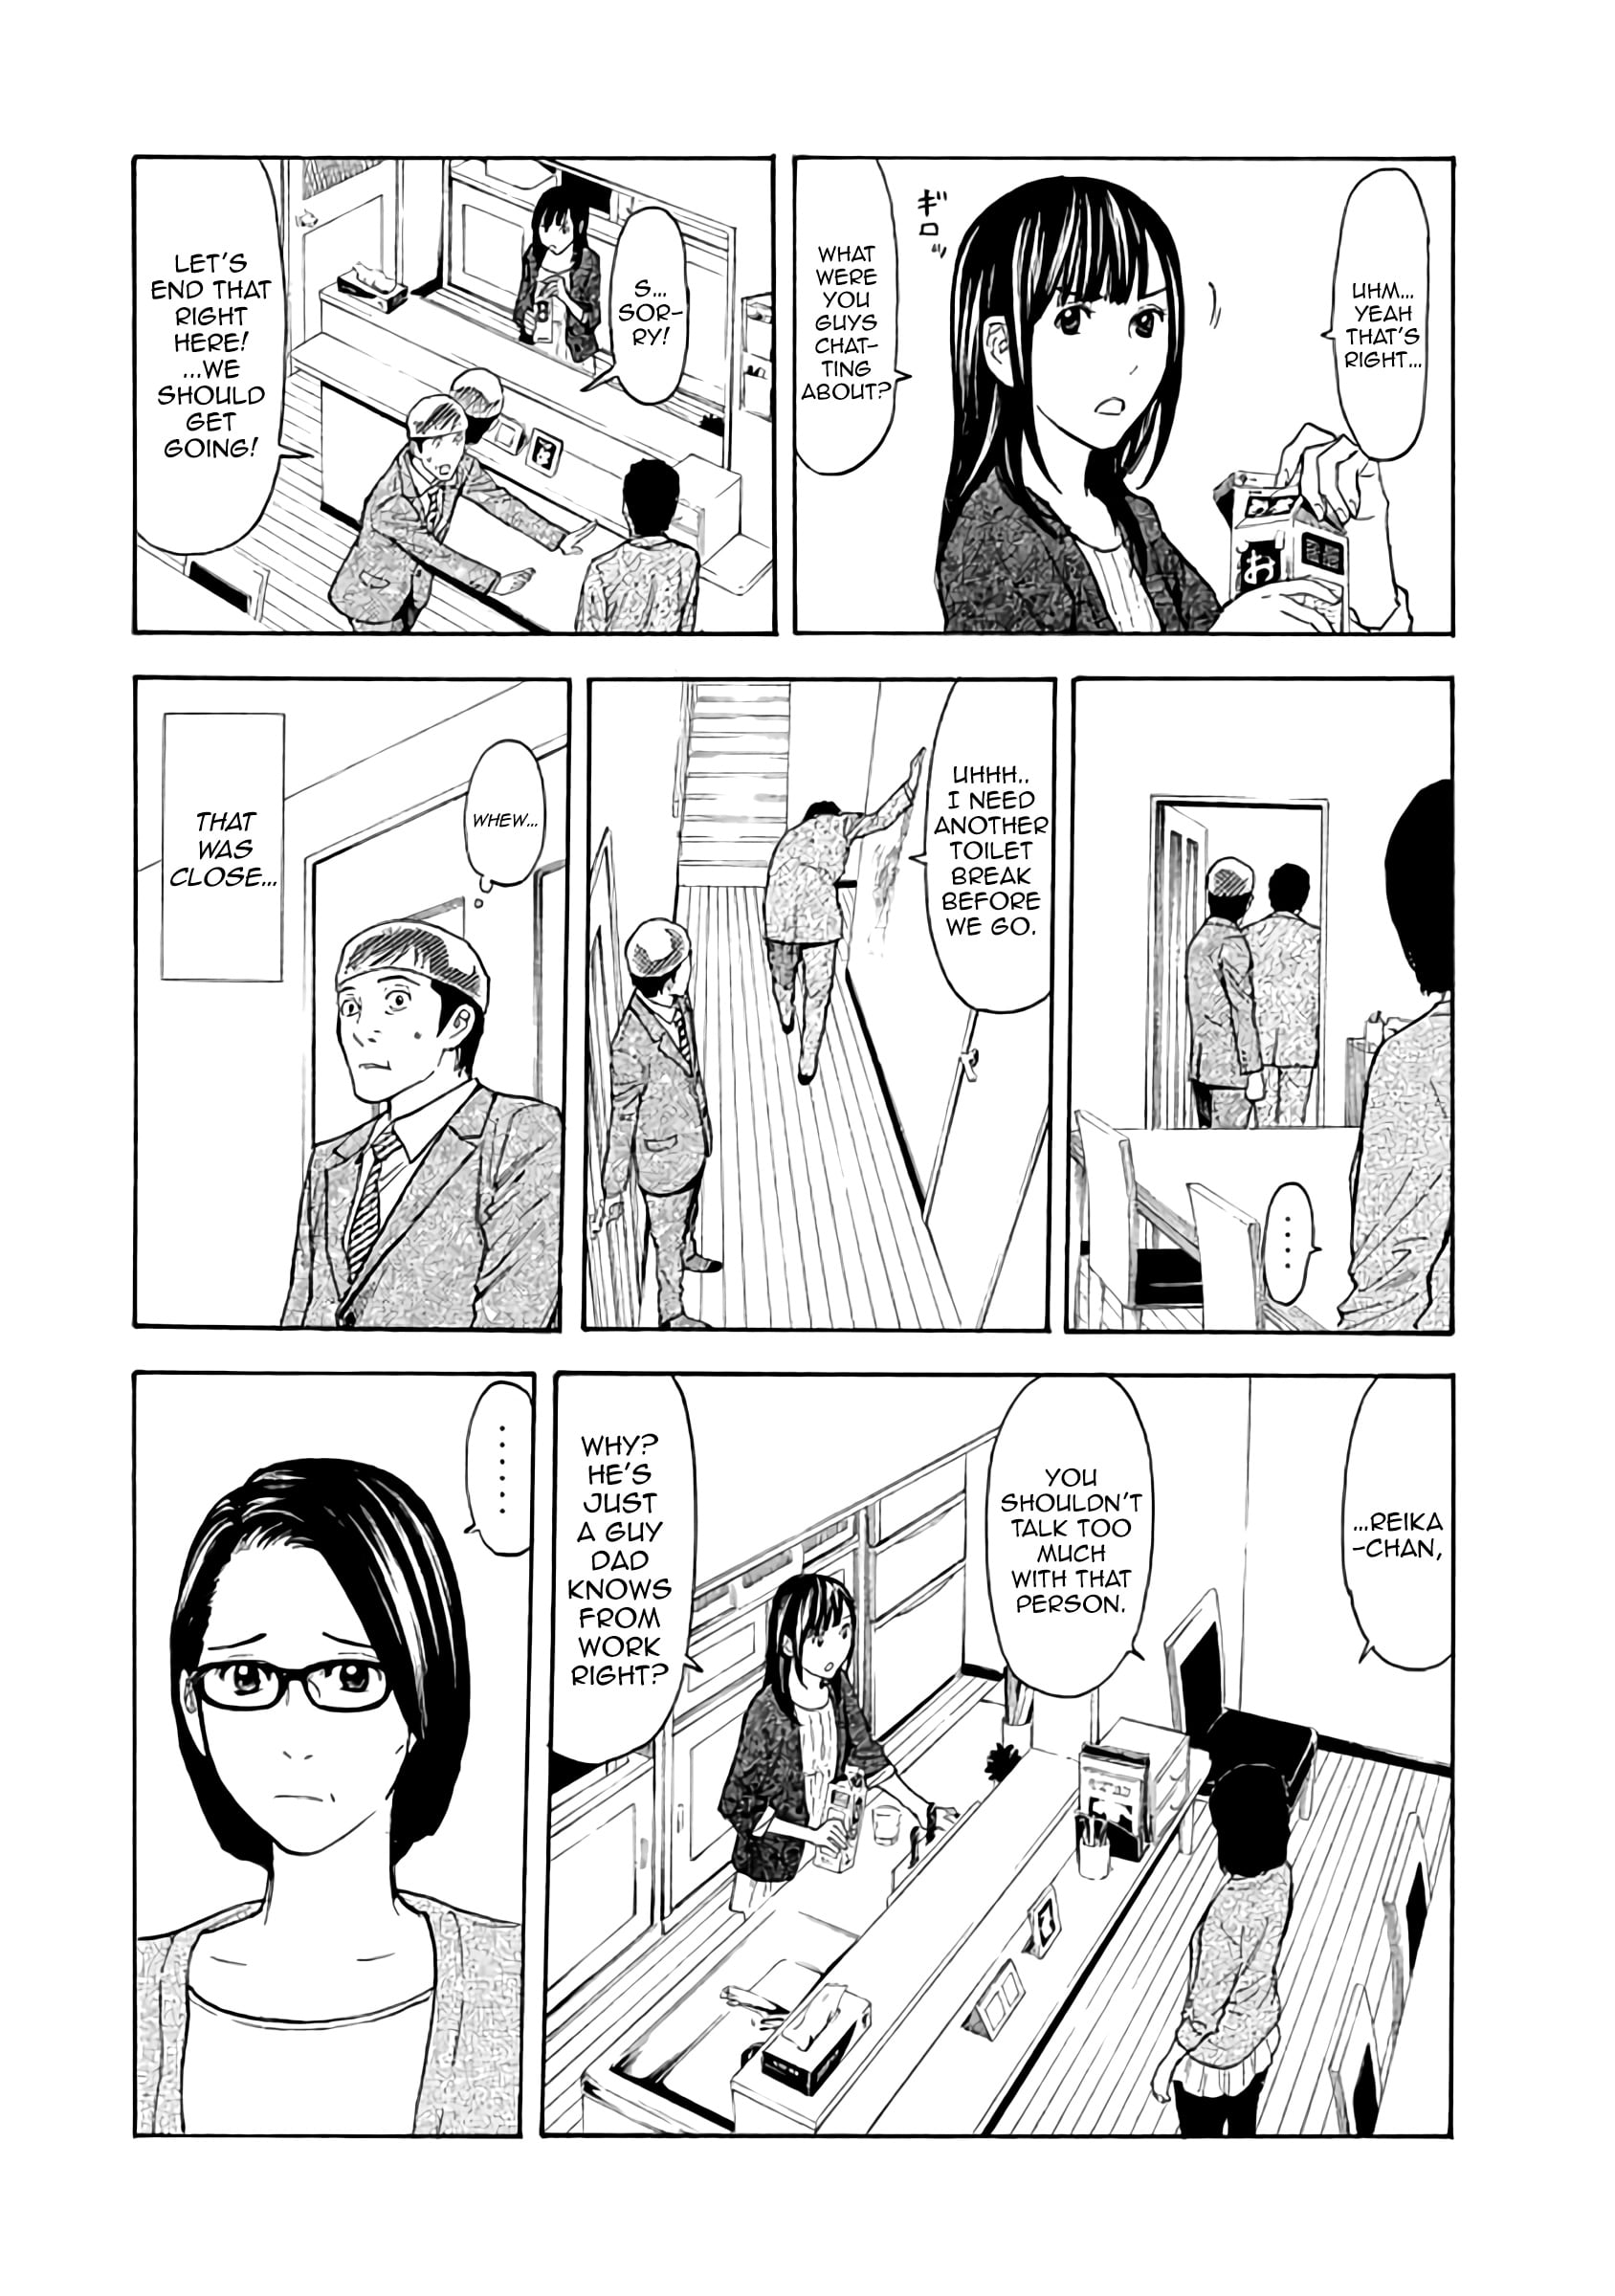 UHM...
YEAH
THAT'S
RIGHT...
ギロッ
WHAT
WERE
YOU
GUYS
CHAT-
TING
ABOUT?
S...
SOR-
RY!
LET'S
END THAT
RIGHT
HERE!
...WE
SHOULD
GET
GOING!
お
.....
UHHH..
I NEED
ANOTHER
TOILET
BREAK
BEFORE
WE GO.
WHEW...
THAT
WAS
CLOSE...
...REIKA
-CHAN,
YOU
SHOULDN'T
TALK TOO
MUCH
WITH THAT
PERSON.
WHY?
HE'S
JUST
A GUY
DAD
KNOWS
FROM
WORK
RIGHT?
......